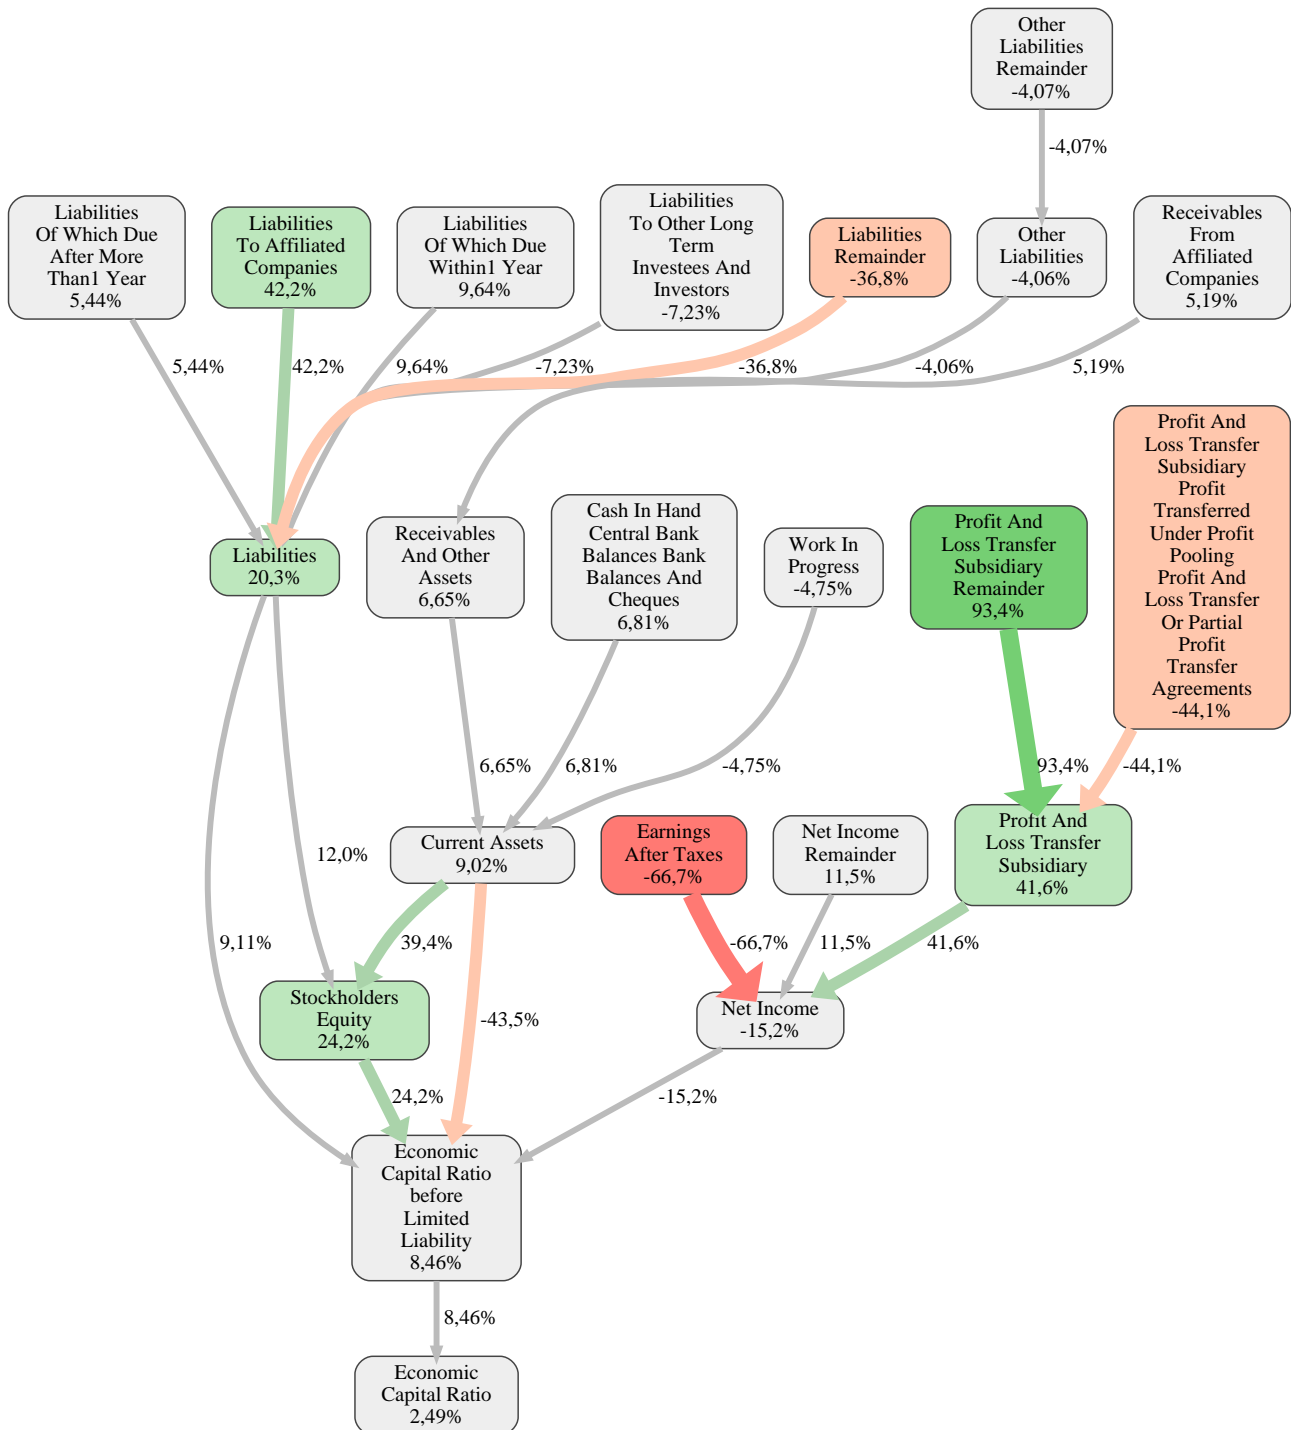 Other
Liabilities
Remainder
-4,07%
-4,07%
Liabilities
Of Which Due
After More
Than1 Year
5,44%
Liabilities
To Affiliated
Companies
42,2%
Liabilities
Of Which Due
Within1 Year
9,64%
Liabilities
To Other Long
Term
Investees And
Investors
-7,23%
Liabilities
Remainder
-36,8%
Other
Liabilities
-4,06%
Receivables
From
Affiliated
Companies
5,19%
5,44%
42,2%
9,64%
-7,23%
-36,8%
-4,06%
5,19%
Liabilities
20,3%
Receivables
And Other
Assets
6,65%
Cash In Hand
Central Bank
Balances Bank
Balances And
Cheques
6,81%
Work In
Progress
-4,75%
Profit And
Loss Transfer
Subsidiary
Remainder
93,4%
Profit And
Loss Transfer
Subsidiary
Profit
Transferred
Under Profit
Pooling
Profit And
Loss Transfer
Or Partial
Profit
Transfer
Agreements
-44,1%
6,65%
6,81%
-4,75%
93,4%
-44,1%
12,0%
Current Assets
9,02%
Earnings
After Taxes
-66,7%
Net Income
Remainder
11,5%
Profit And
Loss Transfer
Subsidiary
41,6%
9,11%
39,4%
-66,7%
11,5%
41,6%
Stockholders
Equity
24,2%
-43,5%
Net Income
-15,2%
24,2%
-15,2%
Economic
Capital Ratio
before
Limited
Liability
8,46%
8,46%
Economic
Capital Ratio
2,49%